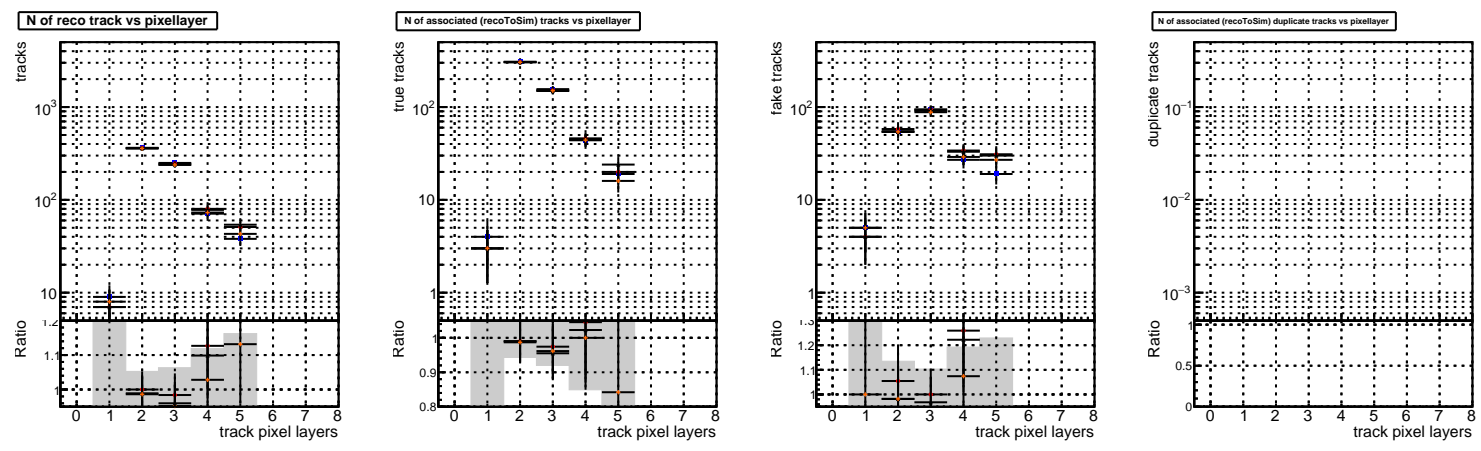 N of reco track vs pixellayer
tracks
10³
10²
10
Ratio
1.2
1.1
1
0 1 2 3 4 5 6 7 8
track pixel layers
N of associated (recoToSim) tracks vs pixellayer
true tracks
10²
10
1
Ratio
1
0.9
0.8
0 1 2 3 4 5 6 7 8
track pixel layers
fake tracks
10²
10
1
Ratio
1.3
1.2
1.1
1
0 1 2 3 4 5 6 7 8
track pixel layers
N of associated (recoToSim) duplicate tracks vs pixellayer
duplicate tracks
10⁻¹
10⁻²
10⁻³
Ratio
1
0.5
0
0 1 2 3 4 5 6 7 8
track pixel layers